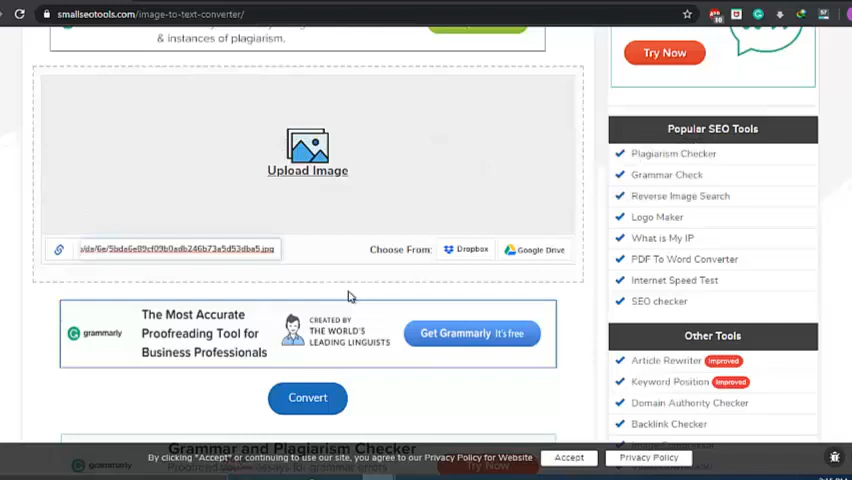 smallseotools.com/image-to-text-converter/
& instances of plagiarism.
Try Now
Upload Image
Choose From:
Dropbox
Google Drive
grammarly
The Most Accurate
Proofreading Tool for
Business Professionals
CREATED BY
THE WORLD'S
LEADING LINGUISTS
Get Grammarly It's free
Convert
Popular SEO Tools
Plagiarism Checker
Grammar Check
Reverse Image Search
Logo Maker
What is My IP
PDF To Word Converter
Internet Speed Test
SEO checker
Other Tools
Article Rewriter Improved
Keyword Position Improved
Domain Authority Checker
Backlink Checker
Grammar and Plagiarism Checker
grammarly
Try Now
By clicking "Accept" or continuing to use our site, you agree to our Privacy Policy for Website
Accept
Privacy Policy